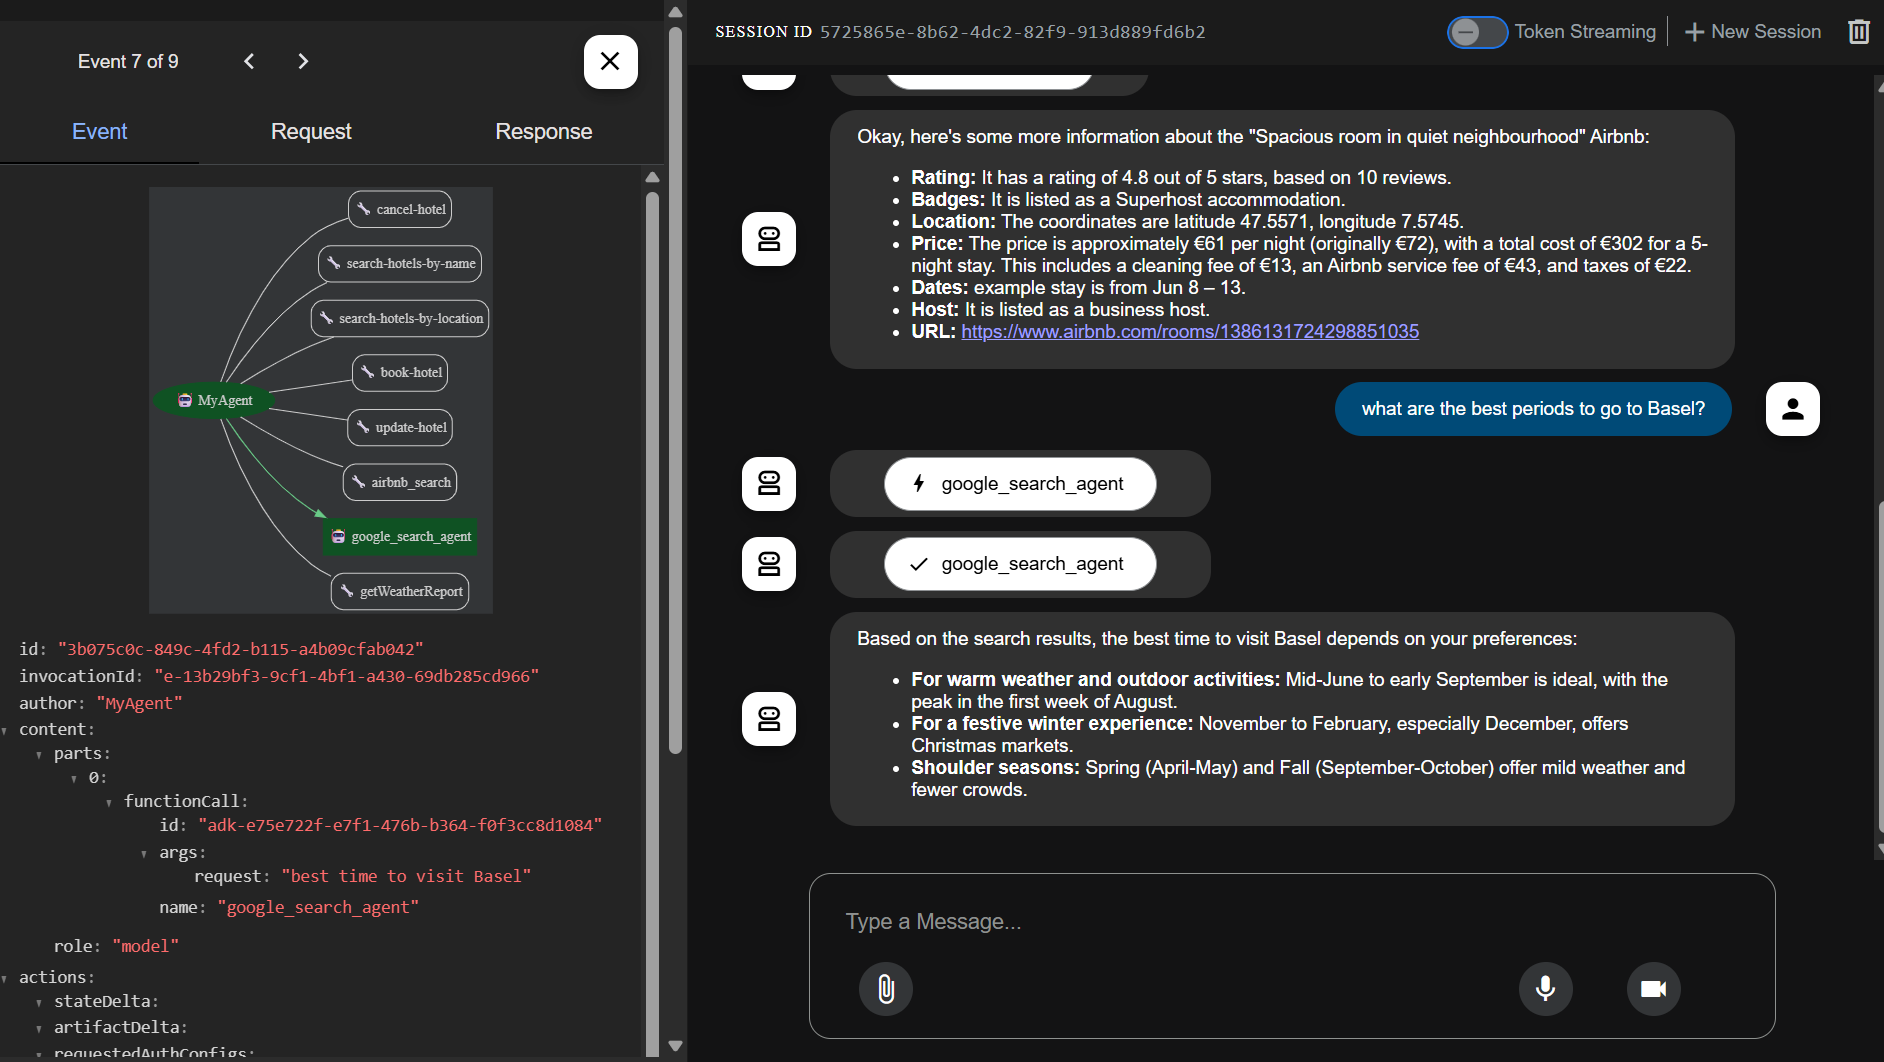 Event 7 of 9
Event
Request
Response
cancel-hotel
search-hotels-by-name
search-hotels-by-location
book-hotel
MyAgent
update-hotel
airbnb_search
google_search_agent
getWeatherReport
id: "3b075c0c-849c-4fd2-b115-a4b09cfab042"
invocationId: "e-13b29bf3-9cf1-4bf1-a430-69db285cd966"
author: "MyAgent"
content:
parts:
0:
functionCall:
id: "adk-e75e722f-e7f1-476b-b364-f0f3cc8d1084"
args:
request: "best time to visit Basel"
name: "google_search_agent"
role: "model"
actions:
stateDelta:
artifactDelta:
requestedAuthConfigs:
SESSION ID 5725865e-8b62-4dc2-82f9-913d889fd6b2
Token Streaming
New Session
Okay, here's some more information about the "Spacious room in quiet neighbourhood" Airbnb:
• Rating: It has a rating of 4.8 out of 5 stars, based on 10 reviews.
• Badges: It is listed as a Superhost accommodation.
• Location: The coordinates are latitude 47.5571, longitude 7.5745.
• Price: The price is approximately €61 per night (originally €72), with a total cost of €302 for a 5-
night stay. This includes a cleaning fee of €13, an Airbnb service fee of €43, and taxes of €22.
• Dates: example stay is from Jun 8 – 13.
• Host: It is listed as a business host.
• URL: https://www.airbnb.com/rooms/1386131724298851035
what are the best periods to go to Basel?
google_search_agent
google_search_agent
Based on the search results, the best time to visit Basel depends on your preferences:
• For warm weather and outdoor activities: Mid-June to early September is ideal, with the
peak in the first week of August.
• For a festive winter experience: November to February, especially December, offers
Christmas markets.
• Shoulder seasons: Spring (April-May) and Fall (September-October) offer mild weather and
fewer crowds.
Type a Message...